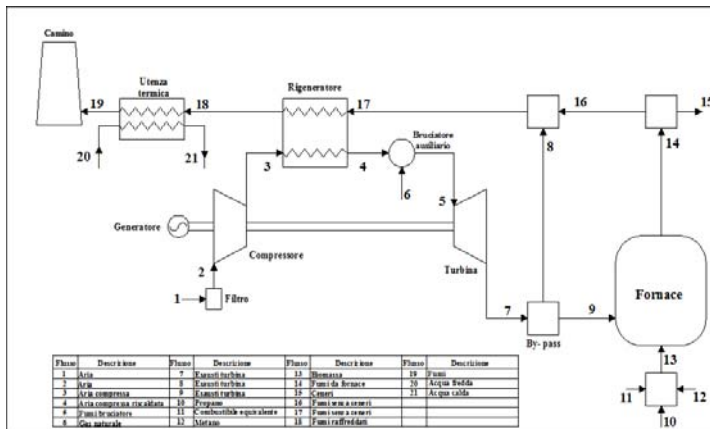 Camino
Utenza
termica
Rigeneratore
19
18
17
16
15
20
21
3
4
Bruciatore
ausiliario
8
14
6
5
Generatore
2
Compressore
Turbina
Fornace
1
Filtro
7
9
By- pass
13
11
12
10
Flusso Descrizione Flusso Descrizione Flusso Descrizione Flusso Descrizione
1 Aria 7 Esausti turbina 13 Biomassa 19 Fumi
2 Aria 8 Esausti turbina 14 Fumi da fornace 20 Acqua fredda
3 Aria compressa 9 Esausti turbina 15 Ceneri 21 Acqua calda
4 Aria compressa riscaldata 10 Propano 16 Fumi senza ceneri
5 Fumi bruciatore 11 Combustibile equivalente 17 Fumi senza ceneri
6 Gas naturale 12 Metano 18 Fumi raffreddati